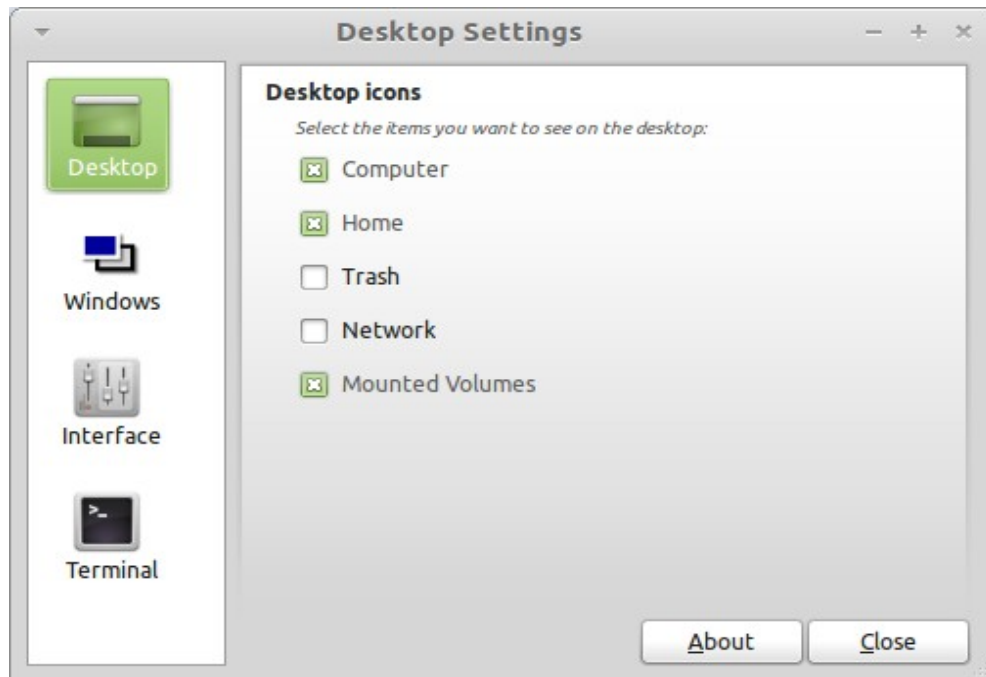 Desktop Settings
Desktop
Windows
Interface
>_
Terminal
Desktop icons
Select the items you want to see on the desktop:
Computer
Home
Trash
Network
Mounted Volumes
About
Close